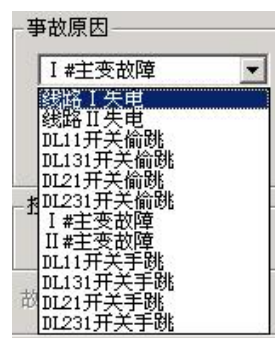 事故原因
Ⅰ#主变故障
线路Ⅰ失电
线路Ⅱ失电
DL11开关偷跳
DL131开关偷跳
DL21开关偷跳
DL231开关偷跳
Ⅰ#主变故障
Ⅱ#主变故障
DL11开关手跳
DL131开关手跳
DL21开关手跳
DL231开关手跳
故